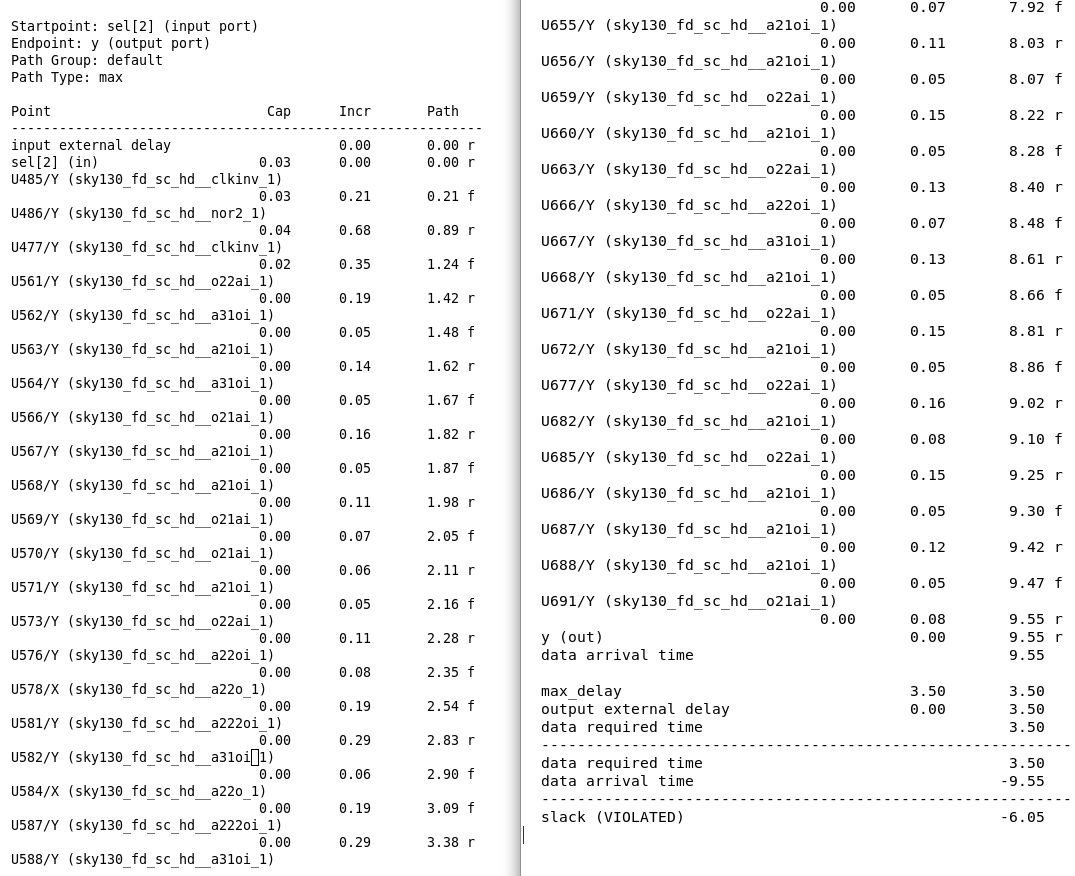 Startpoint: sel[2] (input port)
Endpoint: y (output port)
Path Group: default
Path Type: max
Point Cap Incr Path
-----------------------------------------------------------
input external delay 0.00 0.00 r
sel[2] (in) 0.03 0.00 0.00 r
U485/Y (sky130_fd_sc_hd__clkinv_1)
0.03 0.21 0.21 f
U486/Y (sky130_fd_sc_hd__nor2_1)
0.04 0.68 0.89 r
U477/Y (sky130_fd_sc_hd__clkinv_1)
0.02 0.35 1.24 f
U561/Y (sky130_fd_sc_hd__o22ai_1)
0.00 0.19 1.42 r
U562/Y (sky130_fd_sc_hd__a31oi_1)
0.00 0.05 1.48 f
U563/Y (sky130_fd_sc_hd__a21oi_1)
0.00 0.14 1.62 r
U564/Y (sky130_fd_sc_hd__a31oi_1)
0.00 0.05 1.67 f
U566/Y (sky130_fd_sc_hd__o21ai_1)
0.00 0.16 1.82 r
U567/Y (sky130_fd_sc_hd__a21oi_1)
0.00 0.05 1.87 f
U568/Y (sky130_fd_sc_hd__a21oi_1)
0.00 0.11 1.98 r
U569/Y (sky130_fd_sc_hd__o21ai_1)
0.00 0.07 2.05 f
U570/Y (sky130_fd_sc_hd__o21ai_1)
0.00 0.06 2.11 r
U571/Y (sky130_fd_sc_hd__a21oi_1)
0.00 0.05 2.16 f
U573/Y (sky130_fd_sc_hd__o22ai_1)
0.00 0.11 2.28 r
U576/Y (sky130_fd_sc_hd__a22oi_1)
0.00 0.08 2.35 f
U578/X (sky130_fd_sc_hd__a22o_1)
0.00 0.19 2.54 f
U581/Y (sky130_fd_sc_hd__a222oi_1)
0.00 0.29 2.83 r
U582/Y (sky130_fd_sc_hd__a31oi_1)
0.00 0.06 2.90 f
U584/X (sky130_fd_sc_hd__a22o_1)
0.00 0.19 3.09 f
U587/Y (sky130_fd_sc_hd__a222oi_1)
0.00 0.29 3.38 r
U588/Y (sky130_fd_sc_hd__a31oi_1)
0.00 0.07 7.92 f
U655/Y (sky130_fd_sc_hd__a21oi_1)
0.00 0.11 8.03 r
U656/Y (sky130_fd_sc_hd__a21oi_1)
0.00 0.05 8.07 f
U659/Y (sky130_fd_sc_hd__o22ai_1)
0.00 0.15 8.22 r
U660/Y (sky130_fd_sc_hd__a21oi_1)
0.00 0.05 8.28 f
U663/Y (sky130_fd_sc_hd__o22ai_1)
0.00 0.13 8.40 r
U666/Y (sky130_fd_sc_hd__a22oi_1)
0.00 0.07 8.48 f
U667/Y (sky130_fd_sc_hd__a31oi_1)
0.00 0.13 8.61 r
U668/Y (sky130_fd_sc_hd__a21oi_1)
0.00 0.05 8.66 f
U671/Y (sky130_fd_sc_hd__o22ai_1)
0.00 0.15 8.81 r
U672/Y (sky130_fd_sc_hd__a21oi_1)
0.00 0.05 8.86 f
U677/Y (sky130_fd_sc_hd__o22ai_1)
0.00 0.16 9.02 r
U682/Y (sky130_fd_sc_hd__a21oi_1)
0.00 0.08 9.10 f
U685/Y (sky130_fd_sc_hd__o22ai_1)
0.00 0.15 9.25 r
U686/Y (sky130_fd_sc_hd__a21oi_1)
0.00 0.05 9.30 f
U687/Y (sky130_fd_sc_hd__a21oi_1)
0.00 0.12 9.42 r
U688/Y (sky130_fd_sc_hd__a21oi_1)
0.00 0.05 9.47 f
U691/Y (sky130_fd_sc_hd__o21ai_1)
0.00 0.08 9.55 r
y (out) 0.00 9.55 r
data arrival time 9.55
max_delay 3.50 3.50
output external delay 0.00 3.50
data required time 3.50
-----------------------------------------------------------
data required time 3.50
data arrival time -9.55
-----------------------------------------------------------
slack (VIOLATED) -6.05